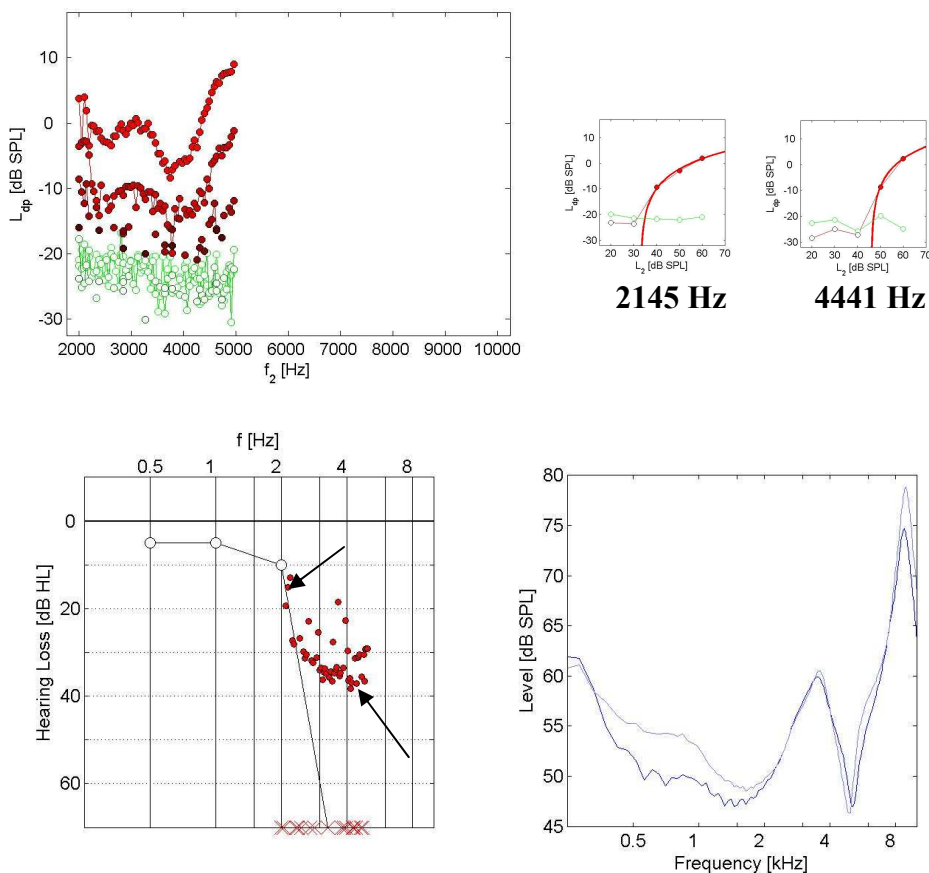 10
0
-10
-20
-30
L_dp [dB SPL]
2000 3000 4000 5000 6000 7000 8000 9000 10000
f_2 [Hz]
10
0
-10
-20
-30
L_dp [dB SPL]
20 30 40 50 60 70
L_2 [dB SPL]
2145 Hz
10
0
-10
-20
-30
L_dp [dB SPL]
20 30 40 50 60 70
L_2 [dB SPL]
4441 Hz
f [Hz]
0.5 1 2 4 8
0
20
40
60
Hearing Loss [dB HL]
80
75
70
65
60
55
50
45
Level [dB SPL]
0.5 1 2 4 8
Frequency [kHz]